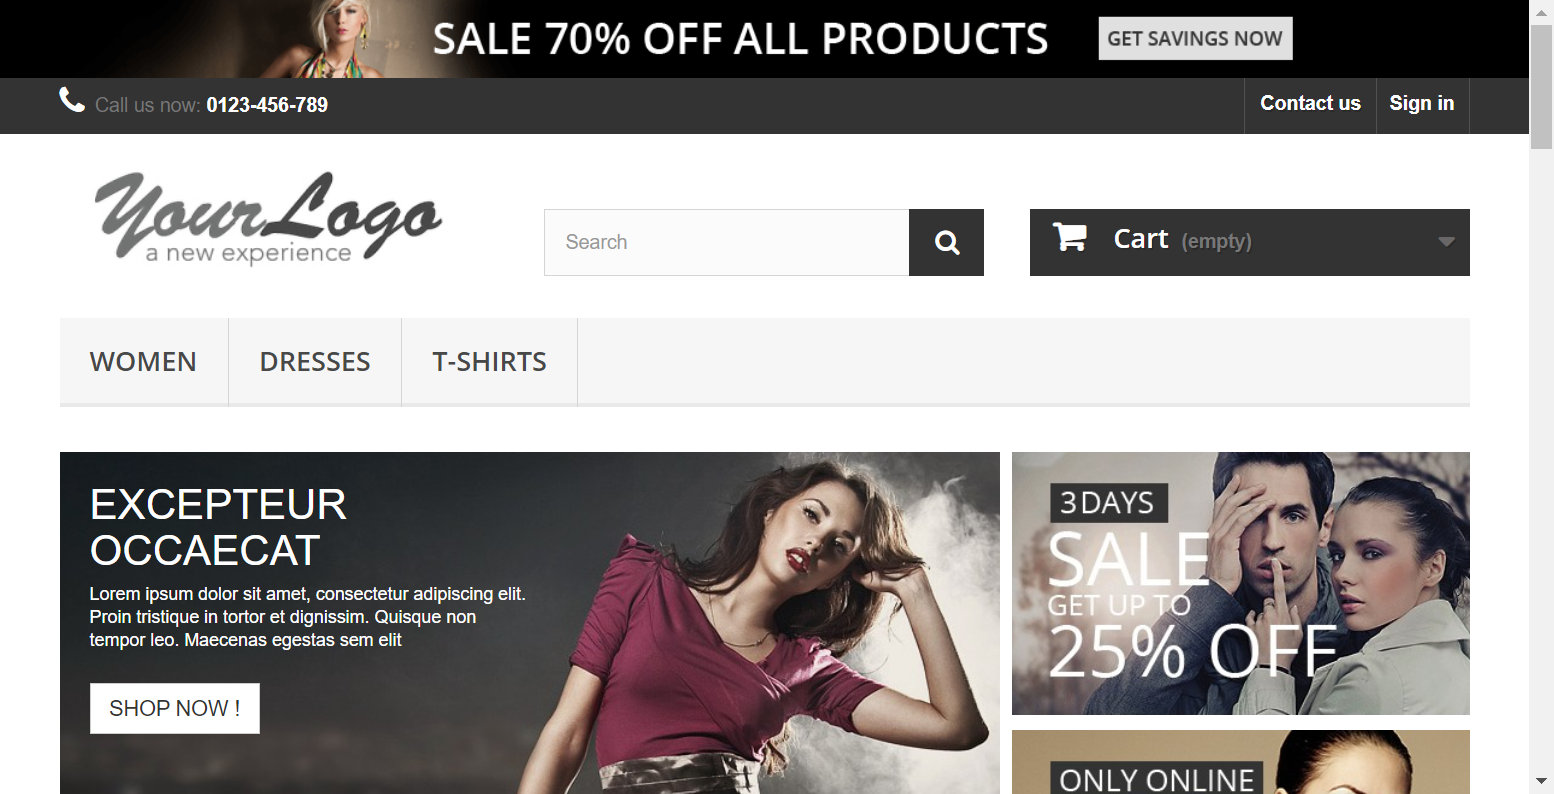 SALE 70% OFF ALL PRODUCTS
GET SAVINGS NOW
Call us now: 0123-456-789
Contact us
Sign in
YourLogo
a new experience
Search
Cart (empty)
WOMEN
DRESSES
T-SHIRTS
EXCEPTEUR
OCCAECAT
Lorem ipsum dolor sit amet, consectetur adipiscing elit.
Proin tristique in tortor et dignissim. Quisque non
tempor leo. Maecenas egestas sem elit
SHOP NOW !
3 DAYS
SALE
GET UP TO
25% OFF
ONLY ONLINE